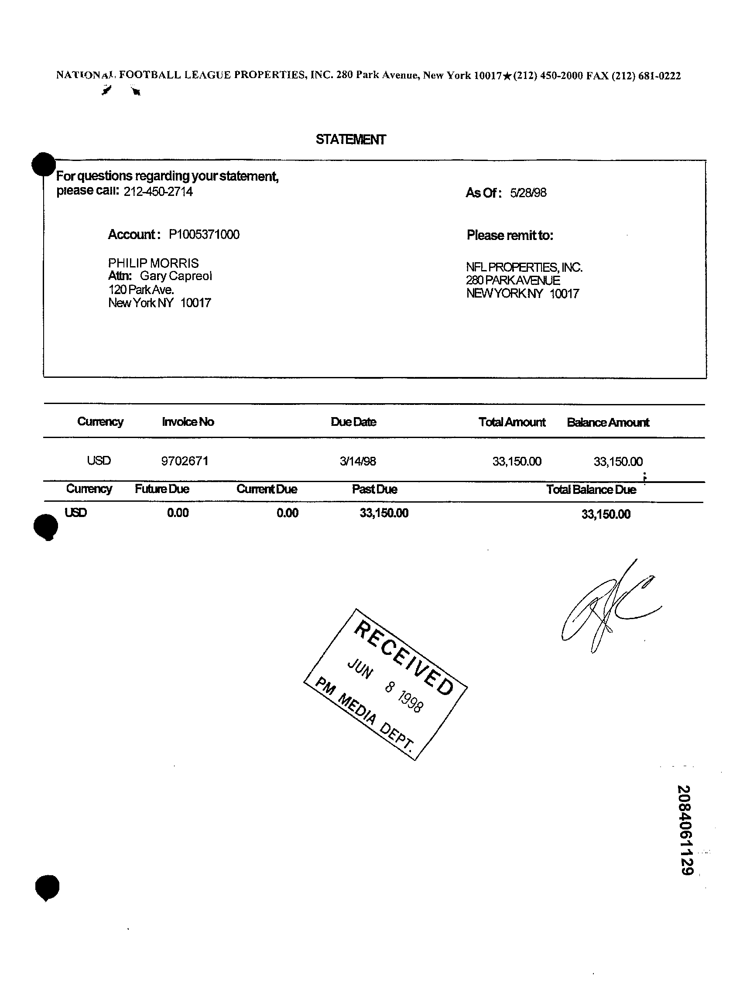 NATIONAL FOOTBALL LEAGUE PROPERTIES, INC. 280 Park Avenue, New York 10017★(212) 450-2000 FAX (212) 681-0222
STATEMENT
For questions regarding your statement,
please call: 212-450-2714
As Of: 5/28/98
Account: P1005371000
Please remit to:
PHILIP MORRIS
Attn: Gary Capreol
120 Park Ave.
New York NY 10017
NFL PROPERTIES, INC.
280 PARK AVENUE
NEW YORK NY 10017
Currency Invoice No Due Date Total Amount Balance Amount
USD 9702671 3/14/98 33,150.00 33,150.00
Currency Future Due Current Due Past Due Total Balance Due
USD 0.00 0.00 33,150.00 33,150.00
RECEIVED
JUN 8 1998
PM MEDIA DEPT.
2084061129